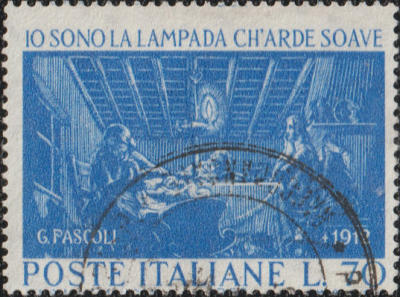 IO SONO LA LAMPADA CH'ARDE SOAVE
G. PASCOLI 1912
POSTE ITALIANE L. 70